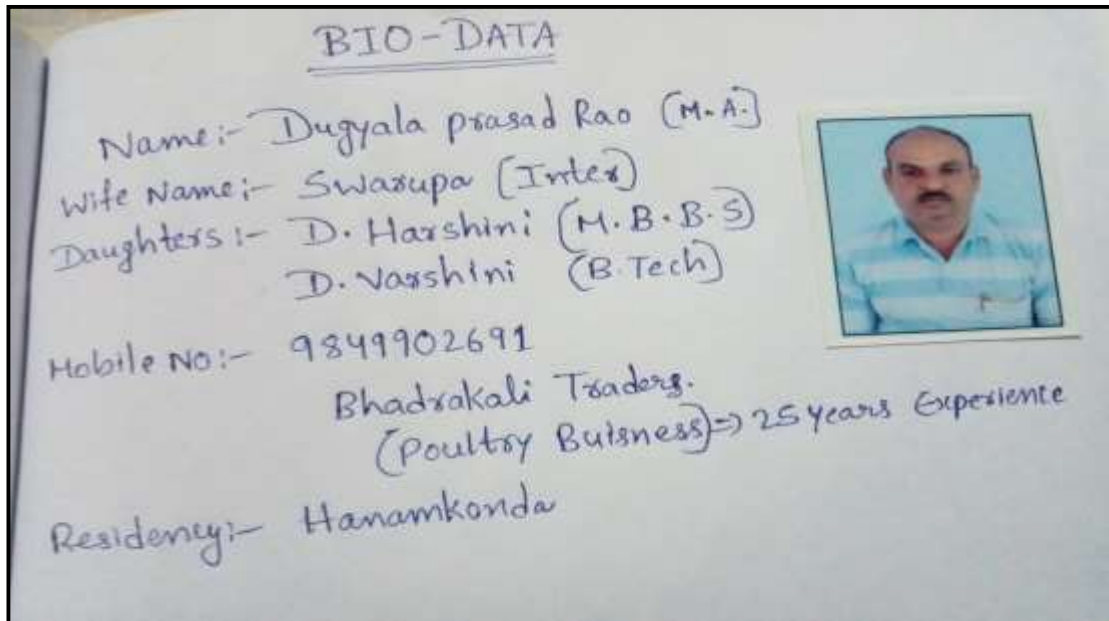 BIO-DATA
Name:- Dugyala prasad Rao (M.A.)
Wife Name:- Swarupa (Inter)
Daughters:- D. Harshini (M.B.B.S)
D. Varshini (B.Tech)
Mobile No:- 9849902691
Bhadrakali Traders.
(Poultry Buisness)=> 25 years Experience
Residency:- Hanamkonda